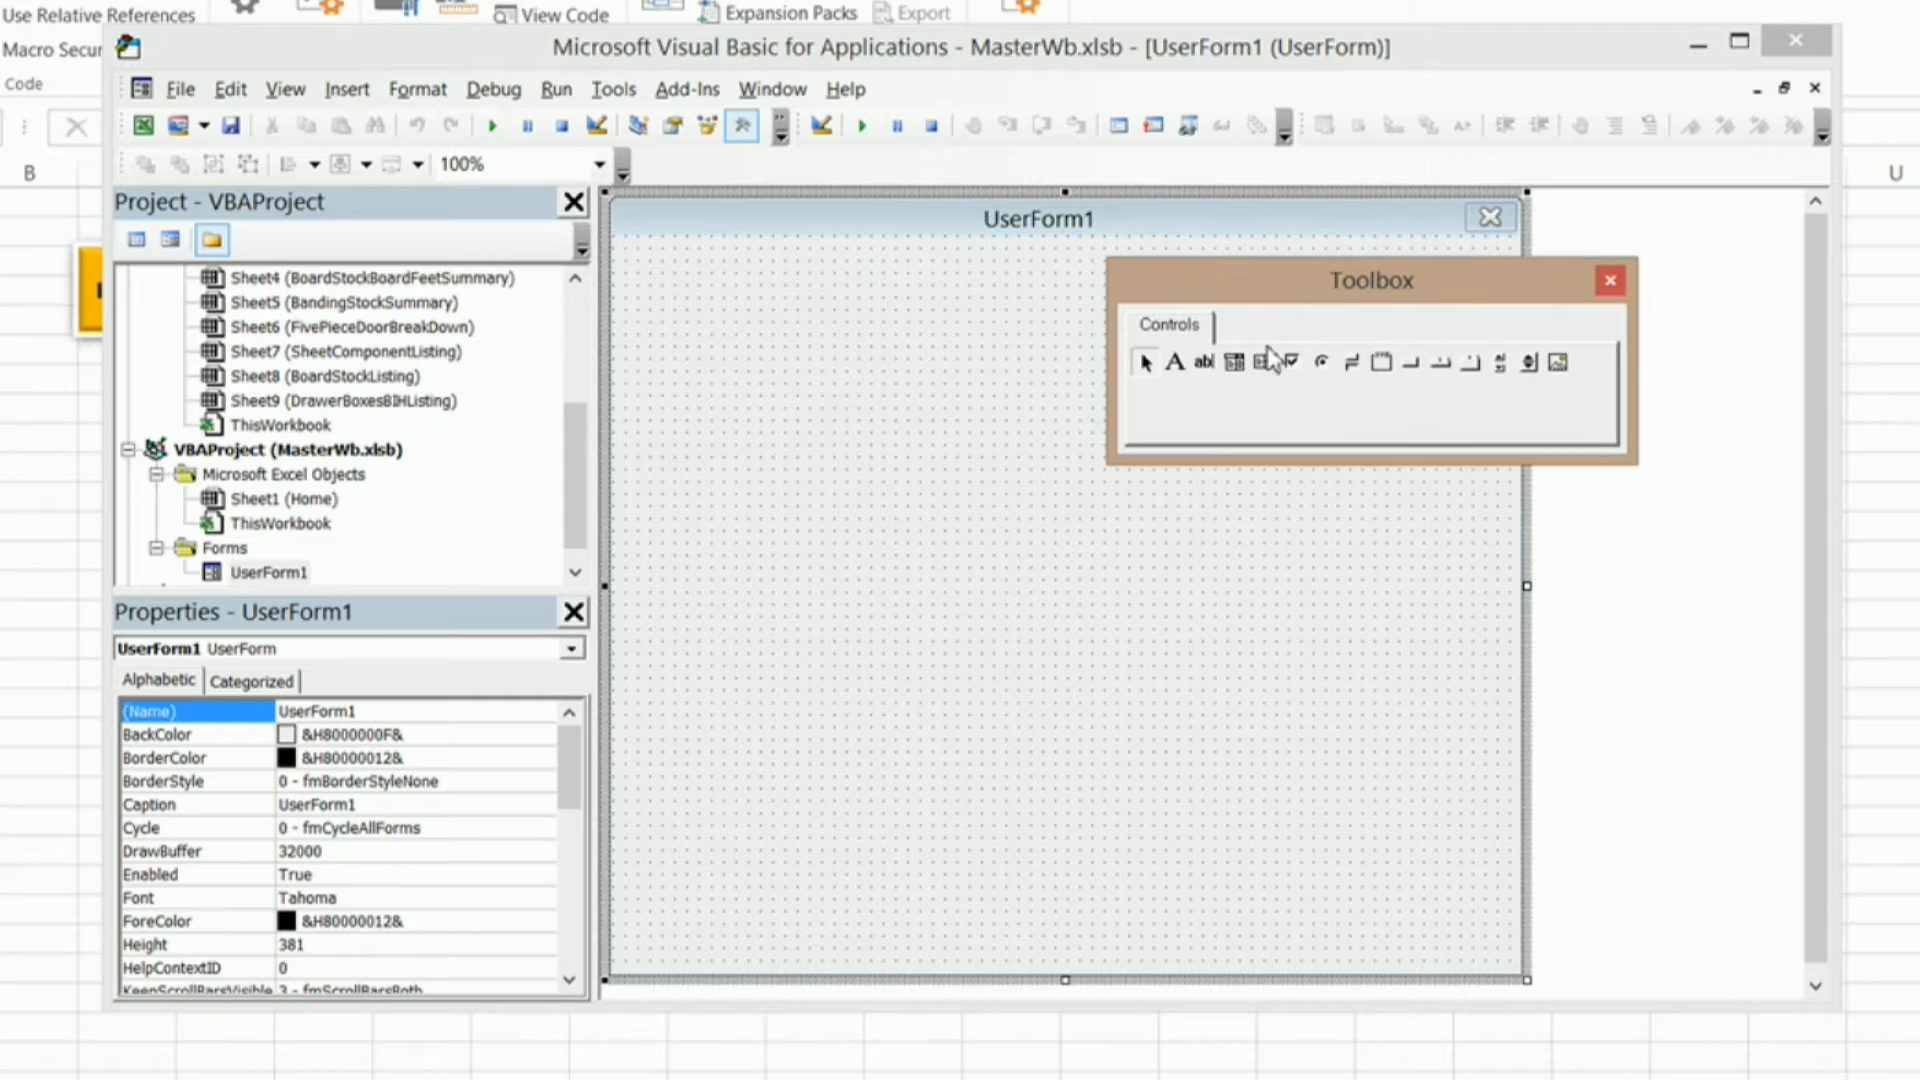 Use Relative References
View Code
Expansion Packs
Export
Macro Secur
Code
Microsoft Visual Basic for Applications - MasterWb.xlsb - [UserForm1 (UserForm)]
File Edit View Insert Format Debug Run Tools Add-Ins Window Help
100%
B
U
Project - VBAProject
Sheet4 (BoardStockBoardFeetSummary)
Sheet5 (BandingStockSummary)
Sheet6 (FivePieceDoorBreakDown)
Sheet7 (SheetComponentListing)
Sheet8 (BoardStockListing)
Sheet9 (DrawerBoxesBIHListing)
ThisWorkbook
VBAProject (MasterWb.xlsb)
Microsoft Excel Objects
Sheet1 (Home)
ThisWorkbook
Forms
UserForm1
Properties - UserForm1
UserForm1 UserForm
Alphabetic Categorized
(Name) UserForm1
BackColor &H8000000F&
BorderColor &H80000012&
BorderStyle 0 - fmBorderStyleNone
Caption UserForm1
Cycle 0 - fmCycleAllForms
DrawBuffer 32000
Enabled True
Font Tahoma
ForeColor &H80000012&
Height 381
HelpContextID 0
KeepScrollBarsVisible 3 - fmScrollBarsBoth
UserForm1
Toolbox
Controls
A ab|